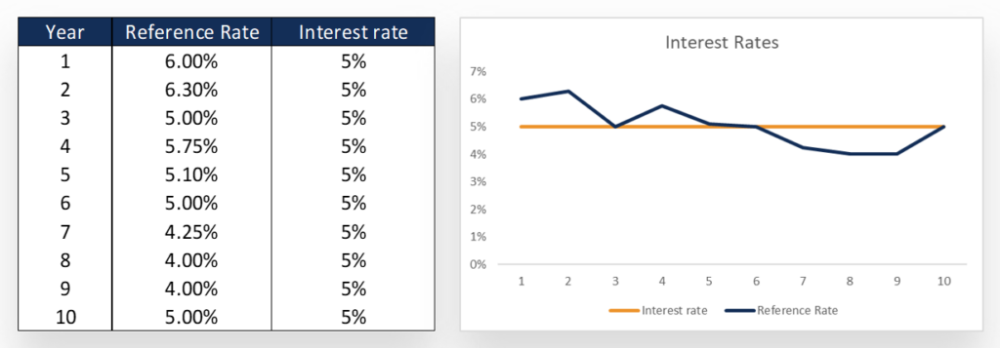 Year Reference Rate Interest rate
1 6.00% 5%
2 6.30% 5%
3 5.00% 5%
4 5.75% 5%
5 5.10% 5%
6 5.00% 5%
7 4.25% 5%
8 4.00% 5%
9 4.00% 5%
10 5.00% 5%
Interest Rates
7%
6%
5%
4%
3%
2%
1%
0%
1 2 3 4 5 6 7 8 9 10
Interest rate Reference Rate